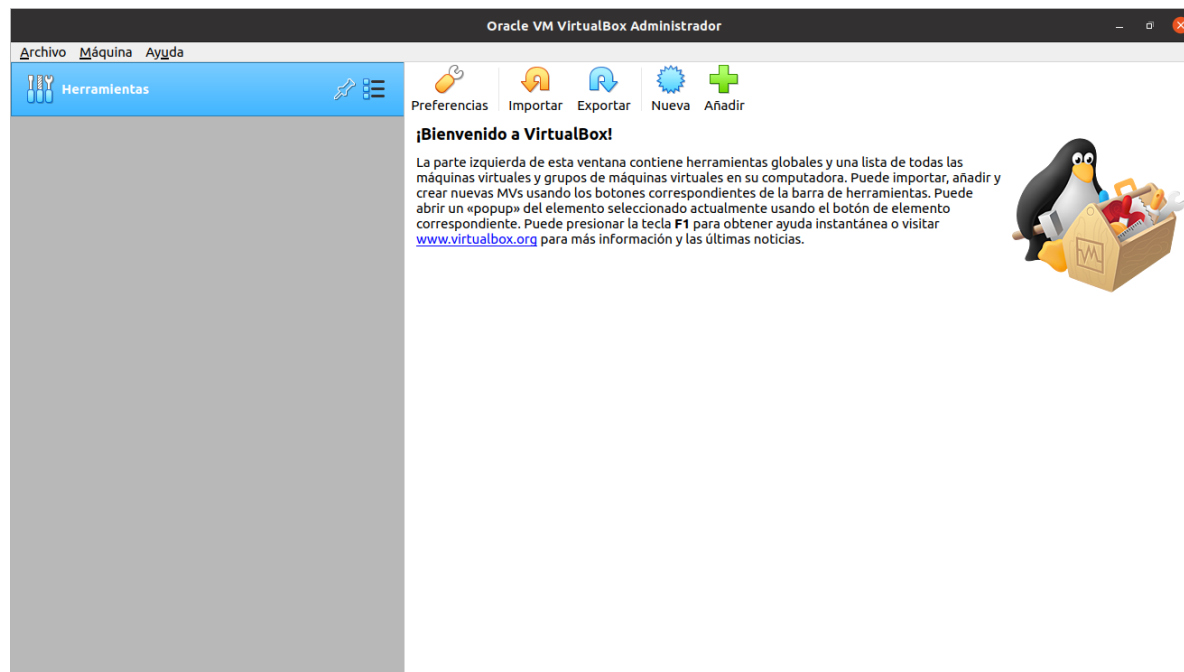 Oracle VM VirtualBox Administrador
Archivo Máquina Ayuda
Herramientas
Preferencias Importar Exportar Nueva Añadir
¡Bienvenido a VirtualBox!
La parte izquierda de esta ventana contiene herramientas globales y una lista de todas las
máquinas virtuales y grupos de máquinas virtuales en su computadora. Puede importar, añadir y
crear nuevas MVs usando los botones correspondientes de la barra de herramientas. Puede
abrir un «popup» del elemento seleccionado actualmente usando el botón de elemento
correspondiente. Puede presionar la tecla F1 para obtener ayuda instantánea o visitar
www.virtualbox.org para más información y las últimas noticias.